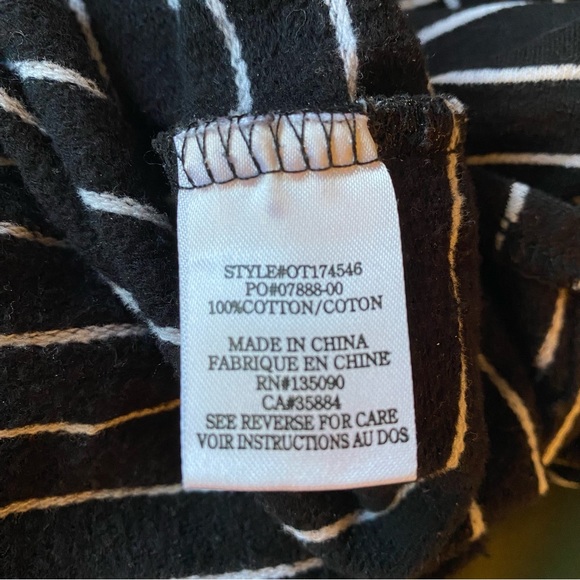 STYLE#OT174546
PO#07888-00
100%COTTON/COTON
MADE IN CHINA
FABRIQUE EN CHINE
RN#135090
CA#35884
SEE REVERSE FOR CARE
VOIR INSTRUCTIONS AU DOS